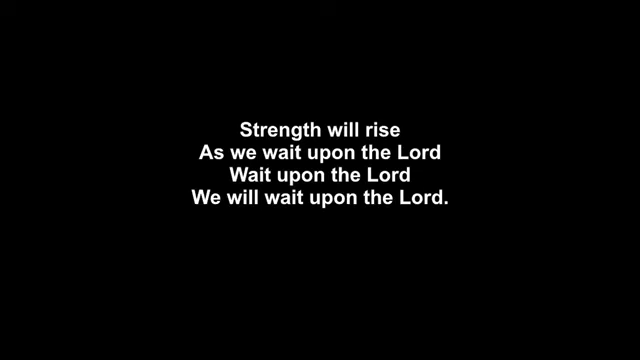 Strength will rise
As we wait upon the Lord
Wait upon the Lord
We will wait upon the Lord.